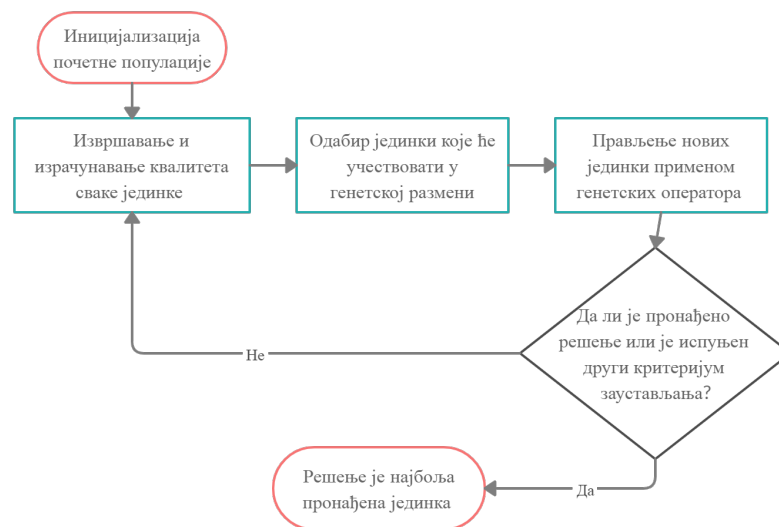 Иницијализација
почетне популације
Извршавање и
израчунавање квалитета
сваке јединке
Одабир јединки које ће
учествовати у
генетској размени
Прављење нових
јединки применом
генетских оператора
Да ли је пронађено
решење или је испуњен
други критеријум
заустављања?
Не
Да
Решење је најбоља
пронађена јединка